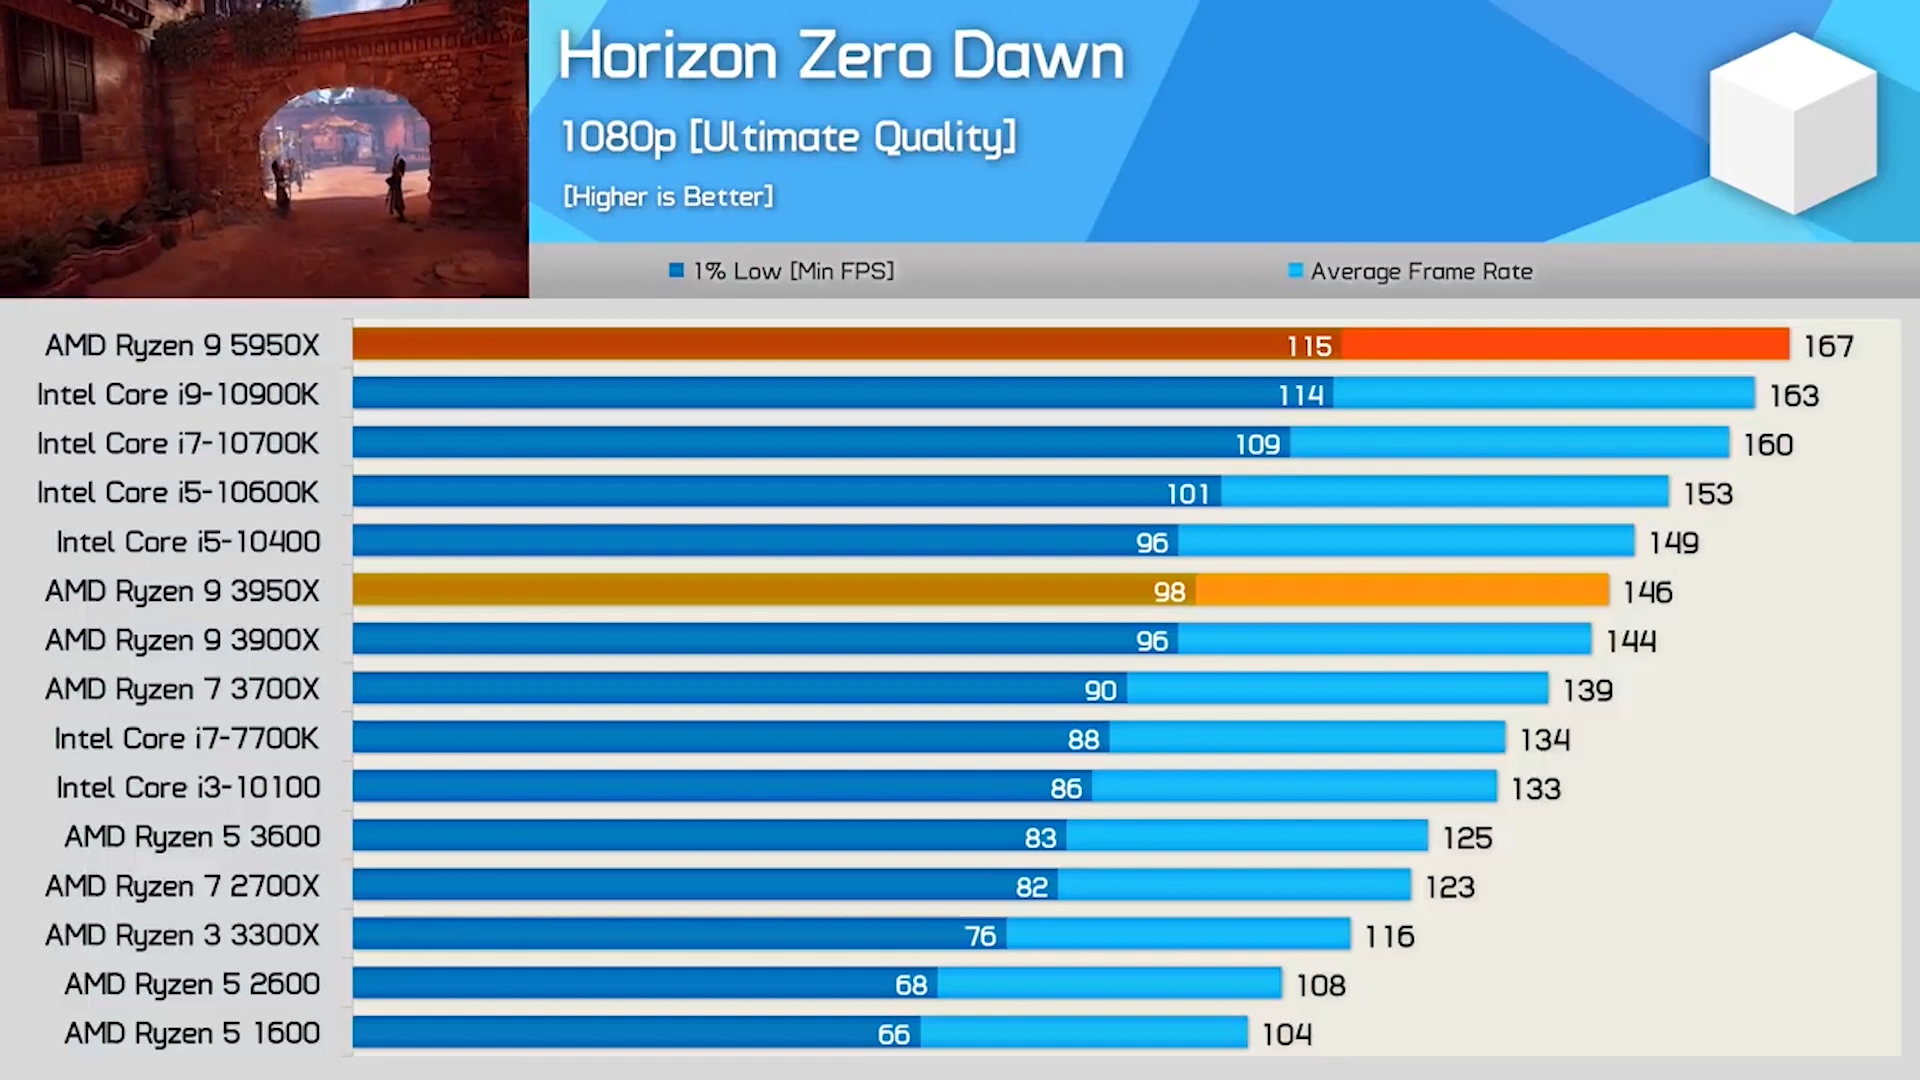 Horizon Zero Dawn
1080p [Ultimate Quality]
[Higher is Better]
1% Low [Min FPS] Average Frame Rate
AMD Ryzen 9 5950X 115 167
Intel Core i9-10900K 114 163
Intel Core i7-10700K 109 160
Intel Core i5-10600K 101 153
Intel Core i5-10400 96 149
AMD Ryzen 9 3950X 98 146
AMD Ryzen 9 3900X 96 144
AMD Ryzen 7 3700X 90 139
Intel Core i7-7700K 88 134
Intel Core i3-10100 86 133
AMD Ryzen 5 3600 83 125
AMD Ryzen 7 2700X 82 123
AMD Ryzen 3 3300X 76 116
AMD Ryzen 5 2600 68 108
AMD Ryzen 5 1600 66 104